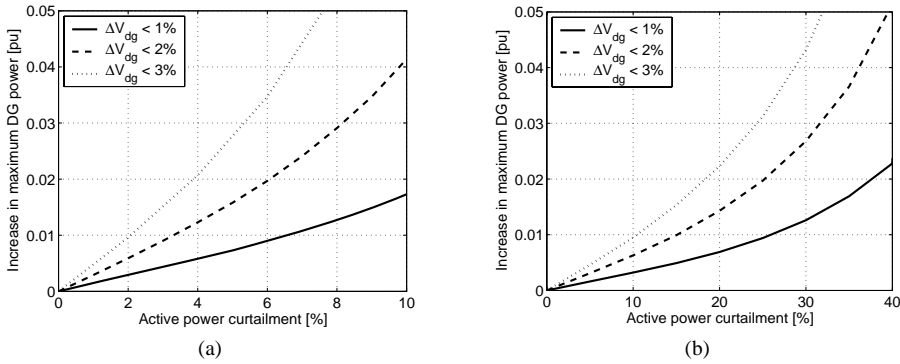 Increase in maximum DG power [pu]
0.05
0.04
0.03
0.02
0.01
0
ΔV_dg < 1%
ΔV_dg < 2%
ΔV_dg < 3%
0 2 4 6 8 10
Active power curtailment [%]
(a)
Increase in maximum DG power [pu]
0.05
0.04
0.03
0.02
0.01
0
ΔV_dg < 1%
ΔV_dg < 2%
ΔV_dg < 3%
0 10 20 30 40
Active power curtailment [%]
(b)